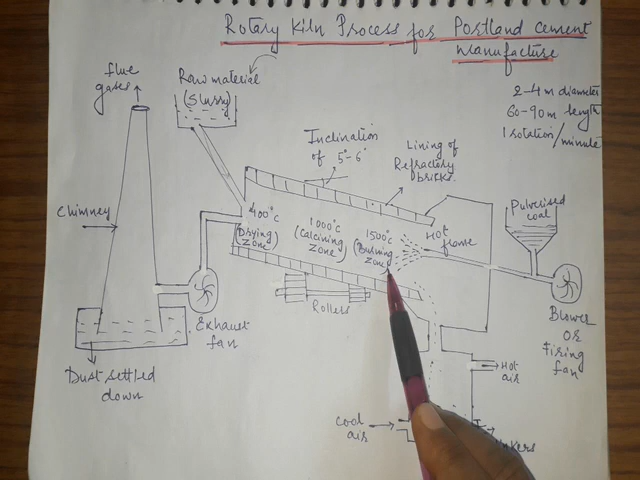 Rotary Kiln Process for Portland Cement
Manufacture
flue
gases
Raw material
(Slurry)
2-4 m diameter
60-90 m length
1 rotation/minute
Inclination
of 5°-6°
Lining of
Refractory
bricks.
Chimney
400°C
(Drying
Zone)
1000°C
(Calcining
Zone)
1500°C
(Burning
Zone)
Hot
flame
Pulverised
coal
Rollers
Exhaust
fan
Blower
or
Firing
fan
Dust settled
down
Hot
air
Cool
air